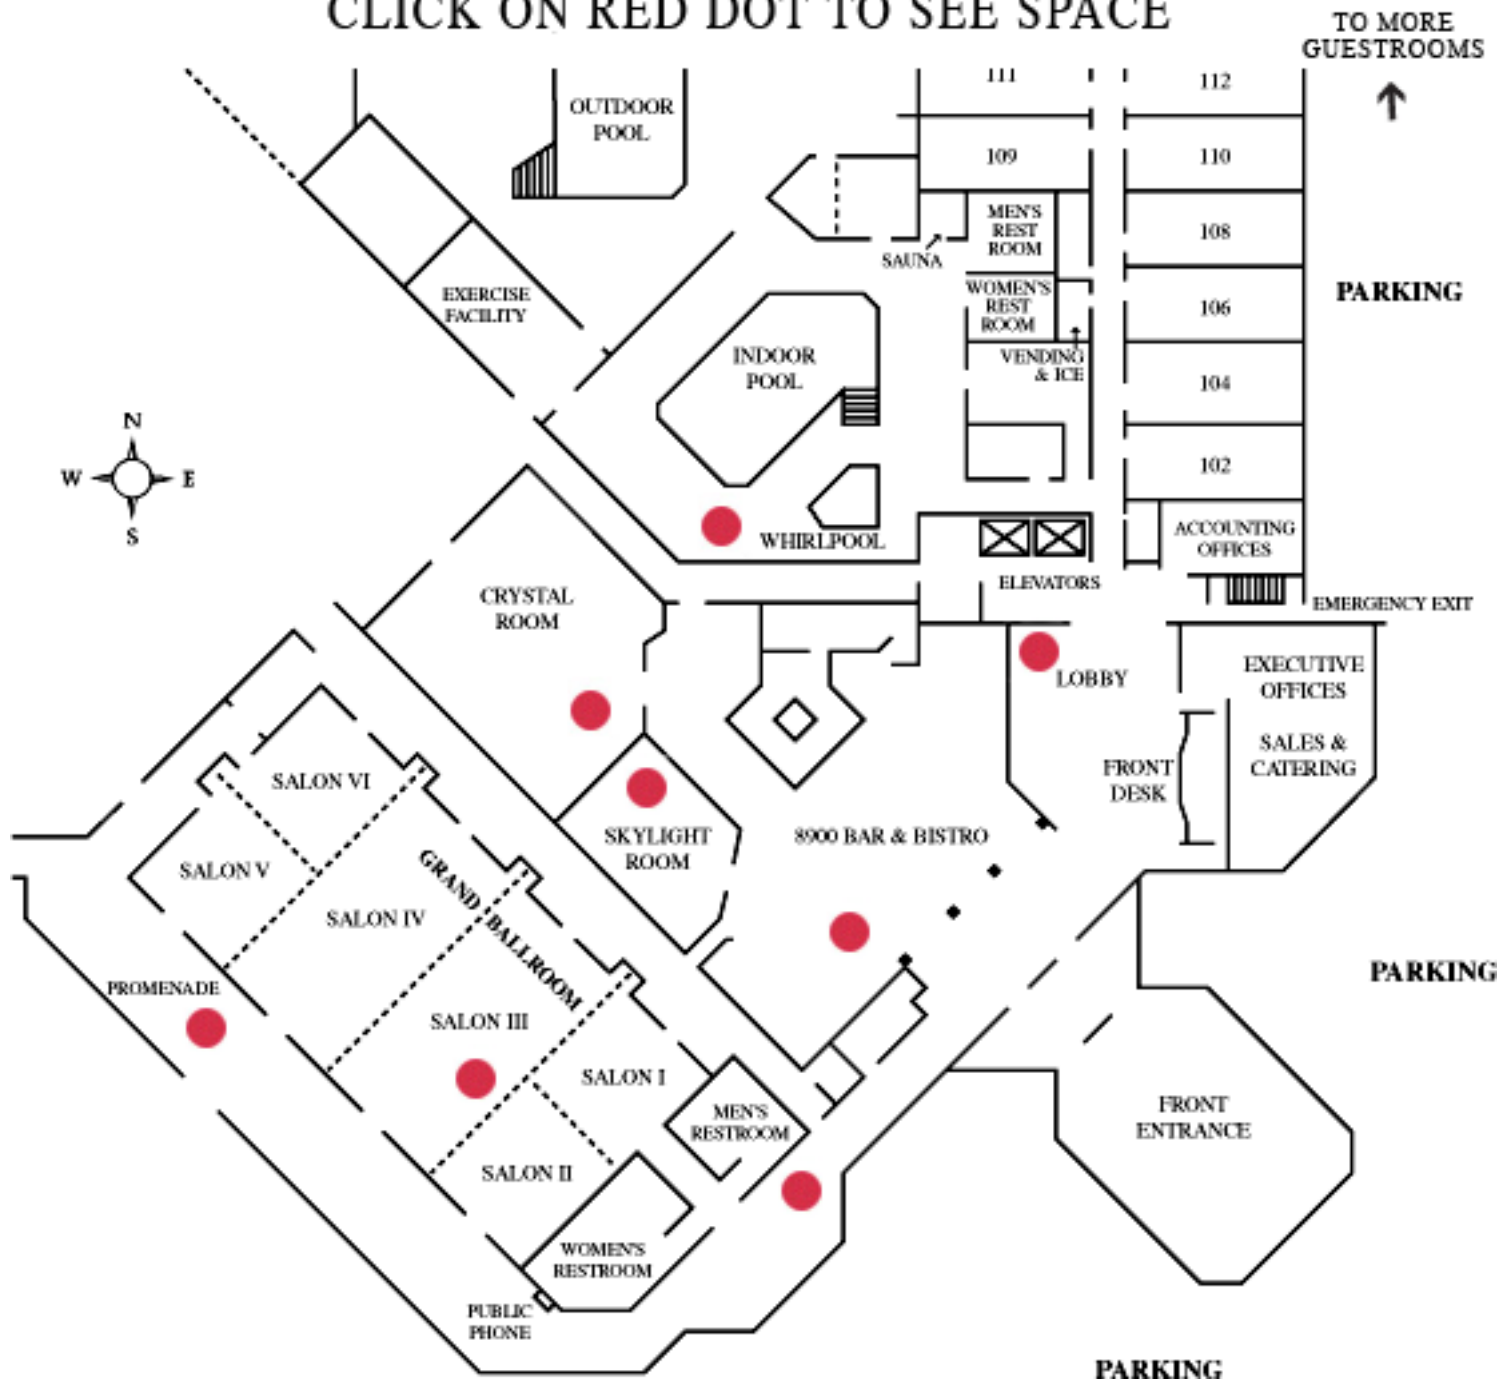 CLICK ON RED DOT TO SEE SPACE
TO MORE
GUESTROOMS
OUTDOOR
POOL
111
112
109
110
MEN'S
REST
ROOM
108
SAUNA
WOMEN'S
REST
ROOM
106
PARKING
EXERCISE
FACILITY
INDOOR
POOL
VENDING
& ICE
104
N
W
E
S
102
WHIRLPOOL
ACCOUNTING
OFFICES
ELEVATORS
EMERGENCY EXIT
CRYSTAL
ROOM
LOBBY
EXECUTIVE
OFFICES
SALES &
CATERING
FRONT
DESK
SALON VI
SKYLIGHT
ROOM
8900 BAR & BISTRO
SALON V
GRAND BALLROOM
SALON IV
PROMENADE
PARKING
SALON III
SALON I
MEN'S
RESTROOM
FRONT
ENTRANCE
SALON II
WOMEN'S
RESTROOM
PUBLIC
PHONE
PARKING